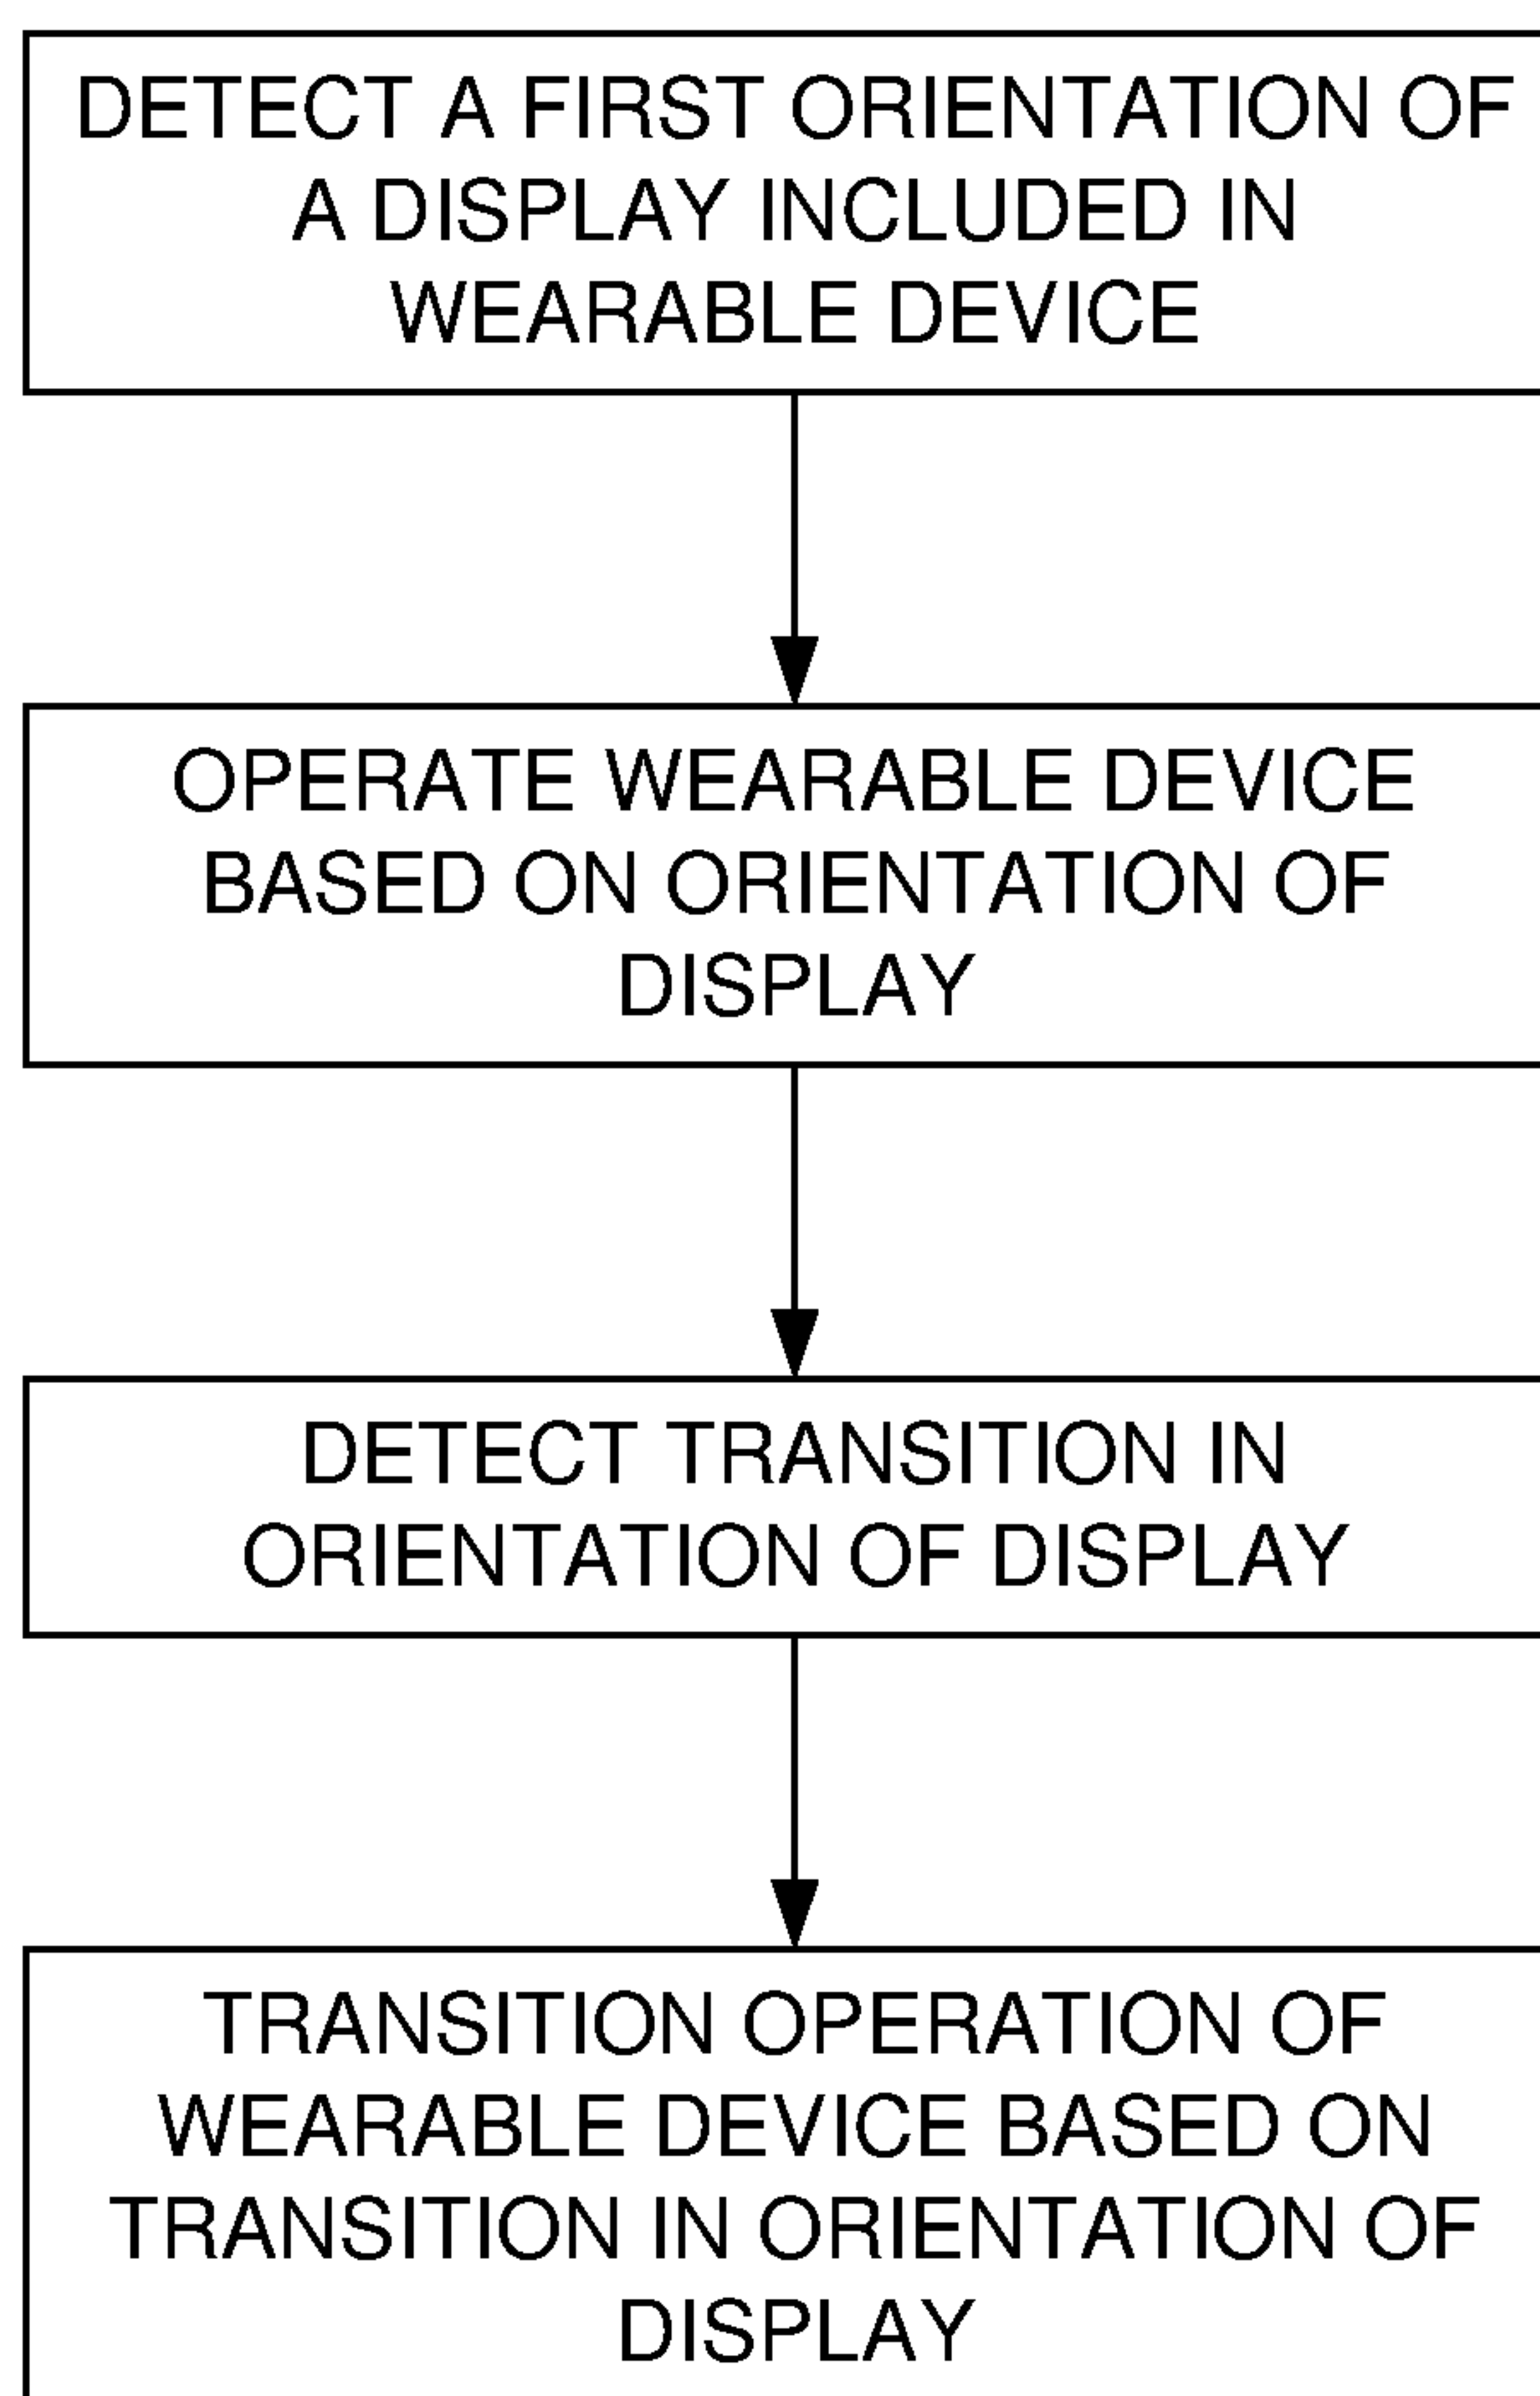 DETECT A FIRST ORIENTATION OF
A DISPLAY INCLUDED IN
WEARABLE DEVICE
OPERATE WEARABLE DEVICE
BASED ON ORIENTATION OF
DISPLAY
DETECT TRANSITION IN
ORIENTATION OF DISPLAY
TRANSITION OPERATION OF
WEARABLE DEVICE BASED ON
TRANSITION IN ORIENTATION OF
DISPLAY